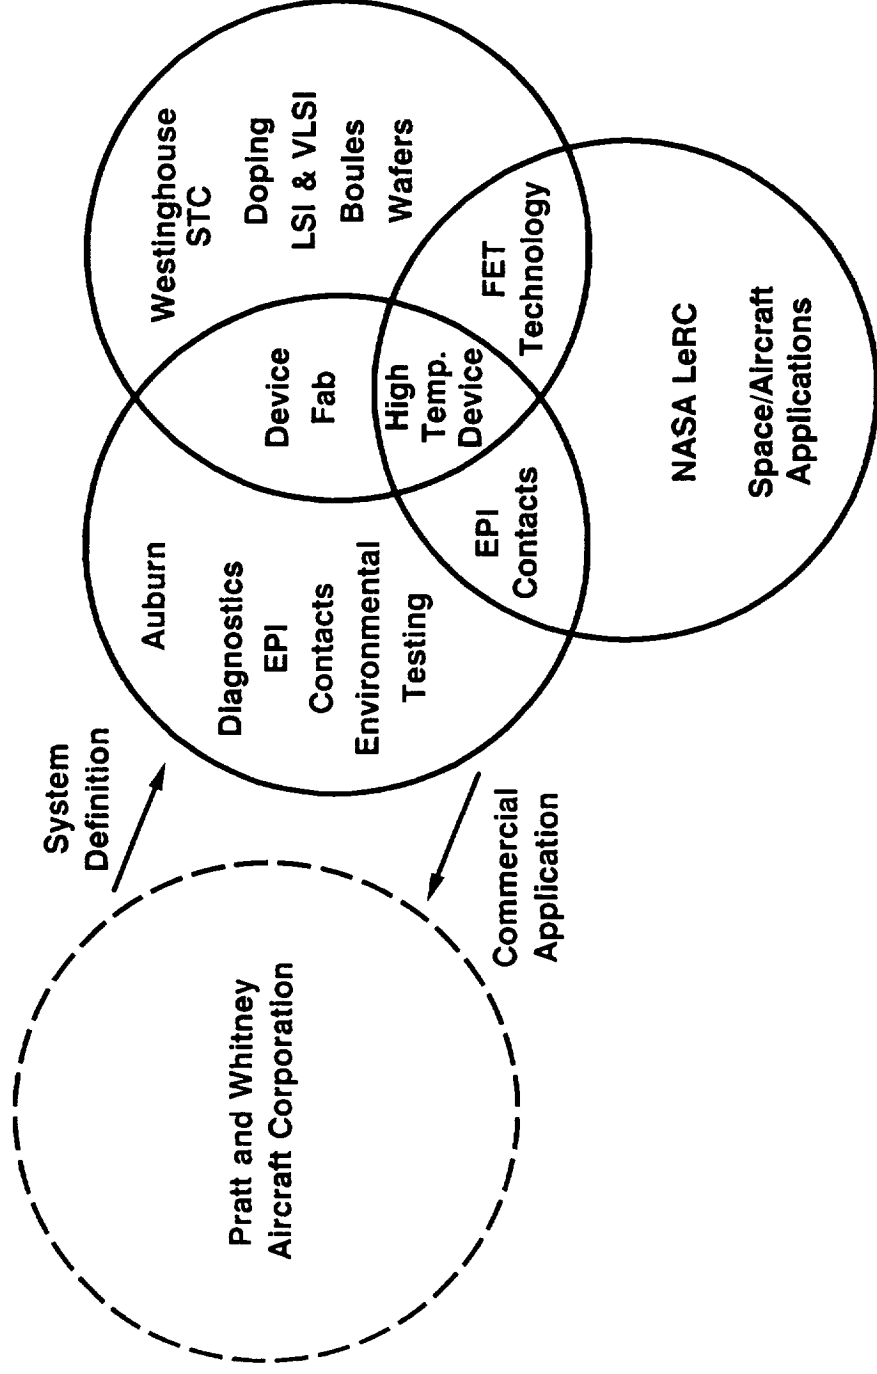 Pratt and Whitney
Aircraft Corporation
System
Definition
Commercial
Application
Auburn
Diagnostics
EPI
Contacts
Environmental
Testing
Device
Fab
Westinghouse
STC
Doping
LSI & VLSI
Boules
Wafers
High
Temp.
Device
EPI
Contacts
FET
Technology
NASA LeRC
Space/Aircraft
Applications